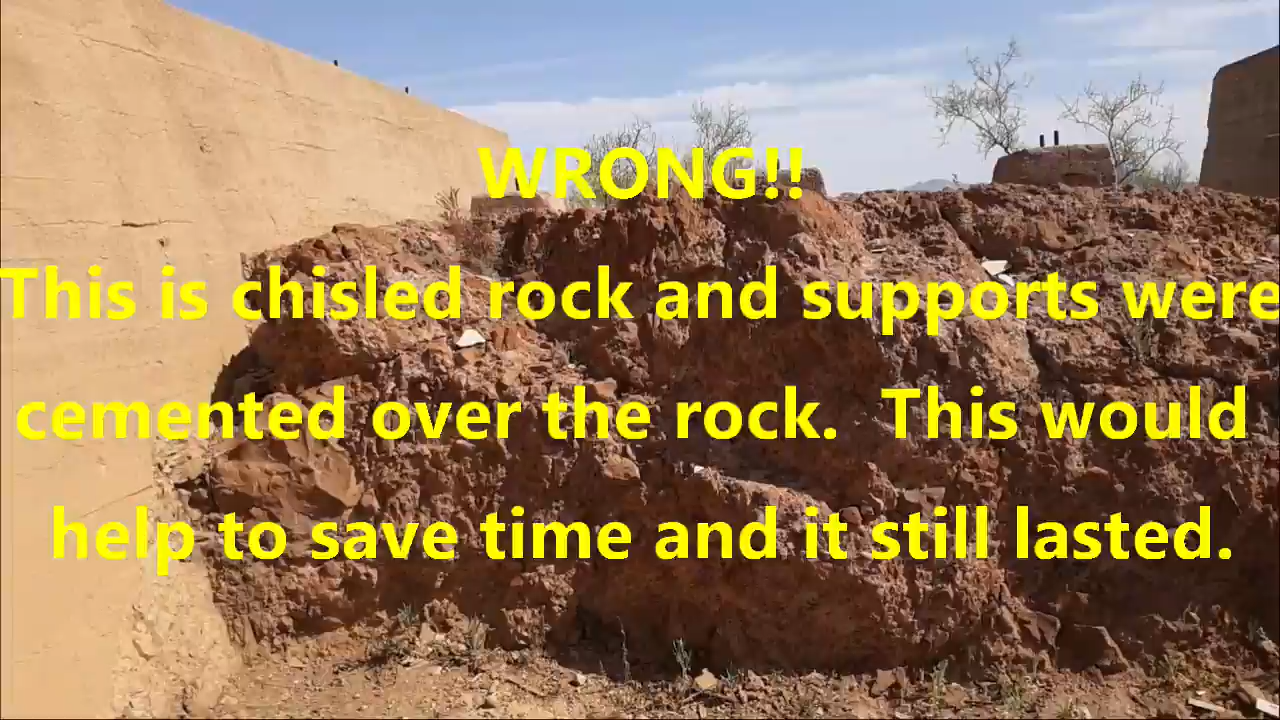 WRONG!!
This is chisled rock and supports were
cemented over the rock.  This would
help to save time and it still lasted.